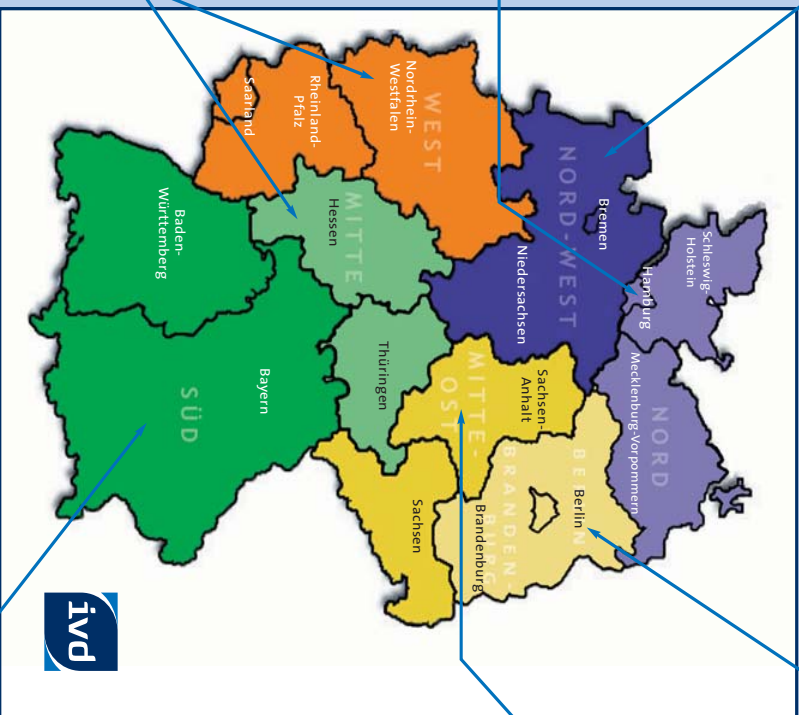 NORD
Schleswig-
Holstein
Hamburg
Mecklenburg-Vorpommern
NORD-WEST
Bremen
Niedersachsen
BERLIN
Berlin
BRANDEN-
BURG
Brandenburg
WEST
Nordrhein-
Westfalen
MITTE-
OST
Sachsen-
Anhalt
Sachsen
MITTE
Hessen
Thüringen
Rheinland-
Pfalz
Saarland
SÜD
Baden-
Württemberg
Bayern
ivd